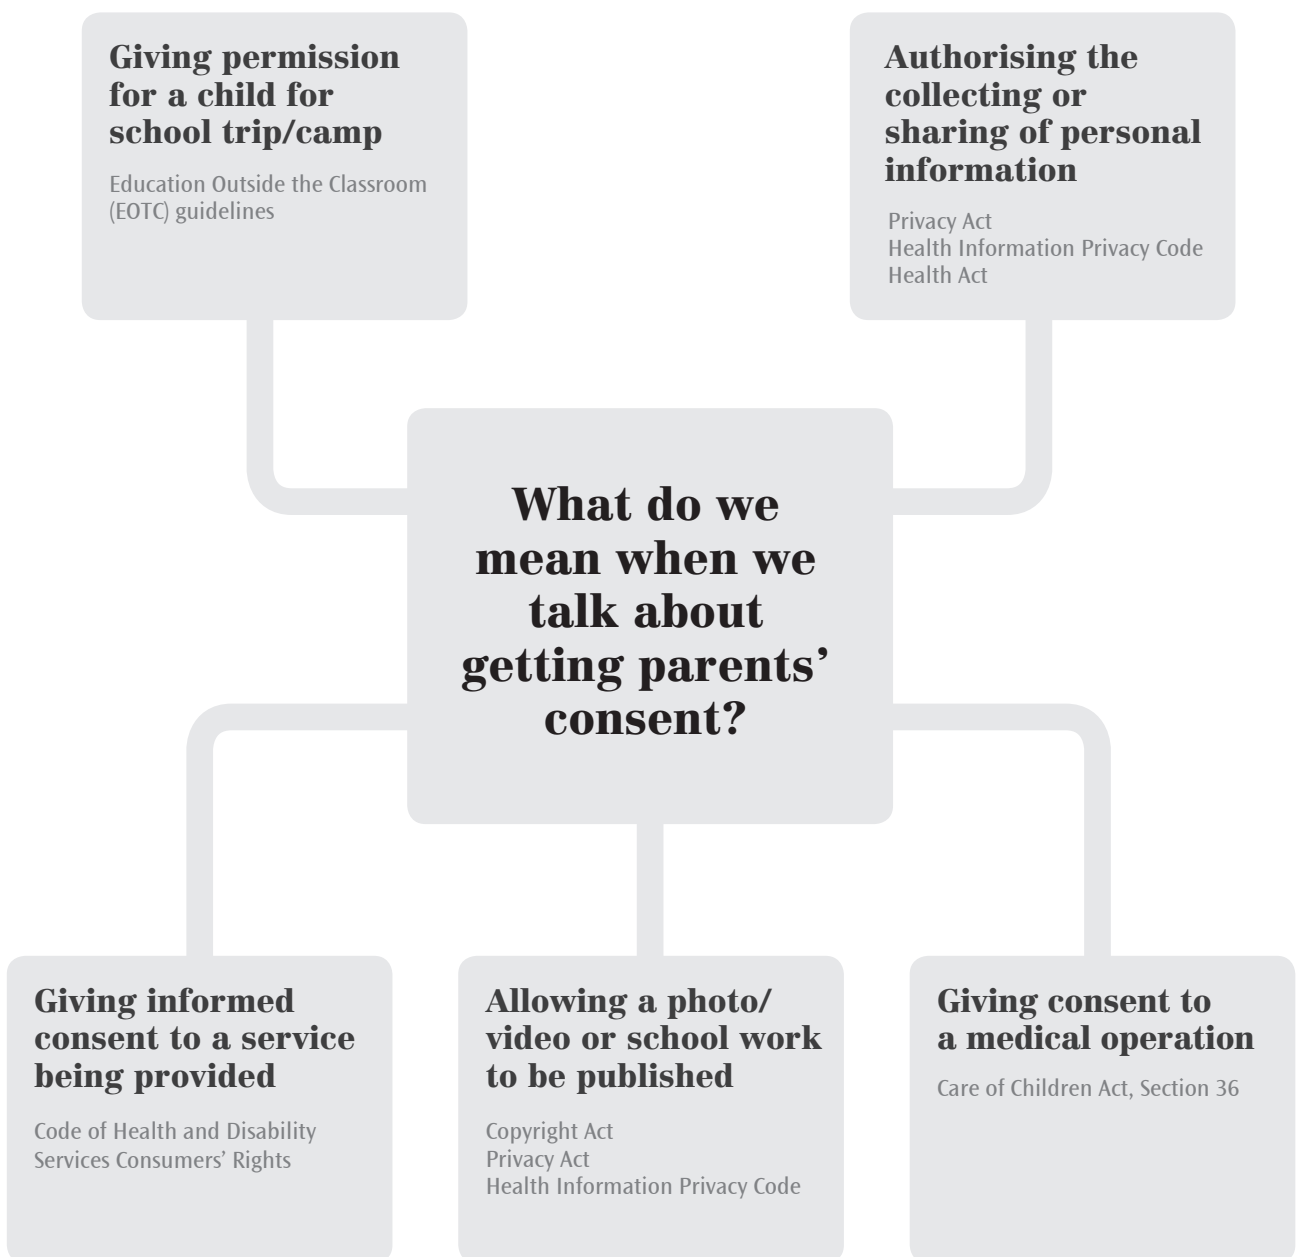 Giving permission
for a child for
school trip/camp
Education Outside the Classroom
(EOTC) guidelines
Authorising the
collecting or
sharing of personal
information
Privacy Act
Health Information Privacy Code
Health Act
What do we
mean when we
talk about
getting parents’
consent?
Giving informed
consent to a service
being provided
Code of Health and Disability
Services Consumers’ Rights
Allowing a photo/
video or school work
to be published
Copyright Act
Privacy Act
Health Information Privacy Code
Giving consent to
a medical operation
Care of Children Act, Section 36